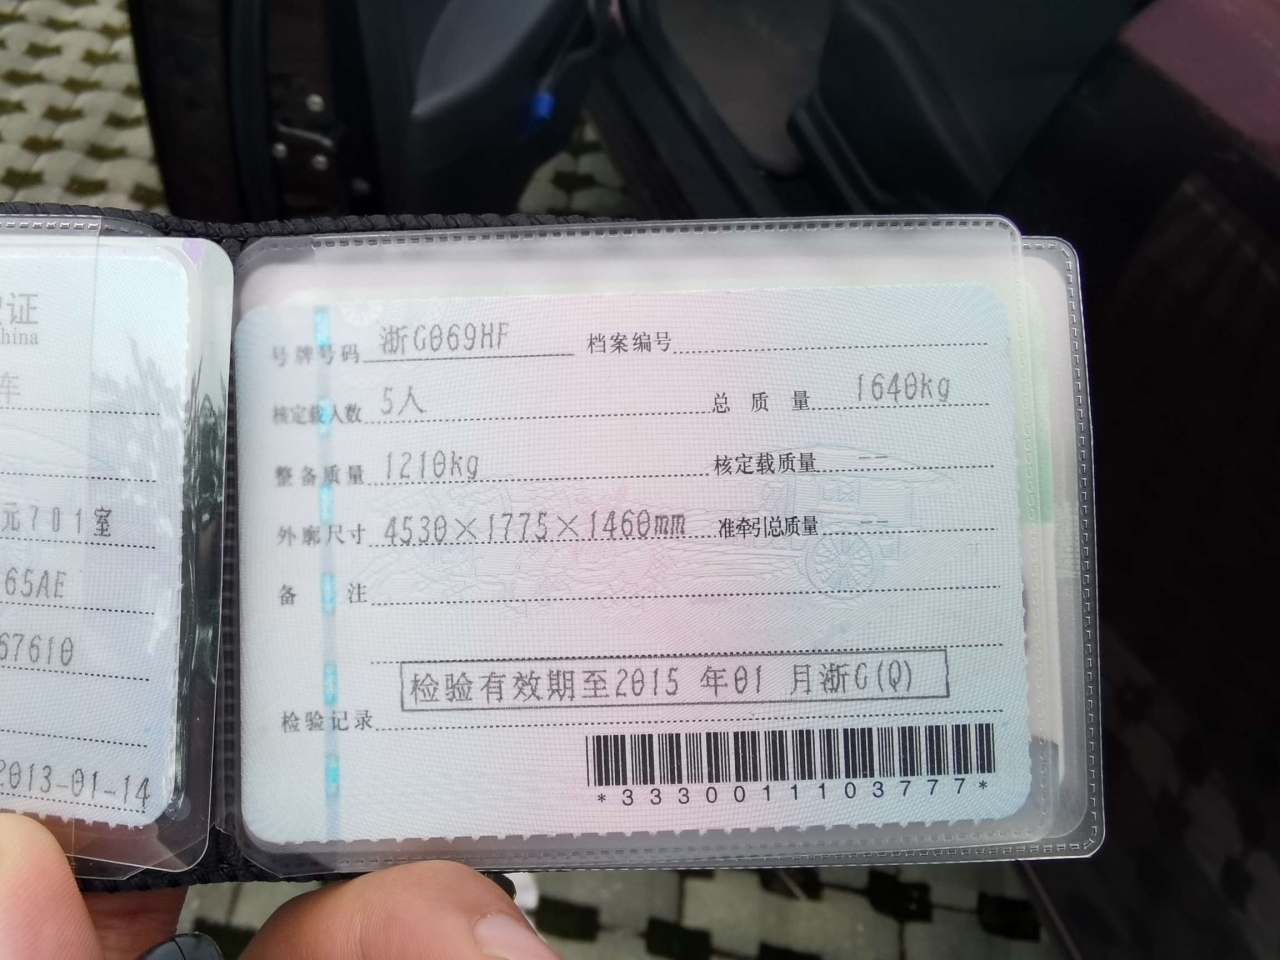 证
hina
车
元701室
65AE
67610
2013-01-14
号牌号码 浙G069HF 档案编号
核定载人数 5人 总质量 1640kg
整备质量 1210kg 核定载质量 --
外廓尺寸 4530×1775×1460mm 准牵引总质量 --
备注
检验有效期至2015 年01 月浙G(Q)
检验记录
*3330011103777*